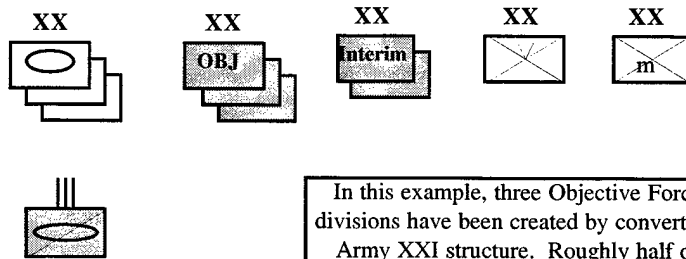 XX XX XX XX XX
OBJ Interim m
In this example, three Objective Forc
divisions have been created by convert
Army XXI structure. Roughly half o